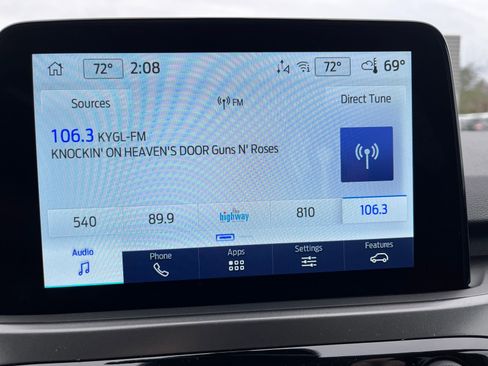 72° 2:08 72° 69°
Sources FM Direct Tune
106.3 KYGL-FM
KNOCKIN' ON HEAVEN'S DOOR Guns N' Roses
540 89.9 the highway 810 106.3
Audio Phone Apps Settings Features